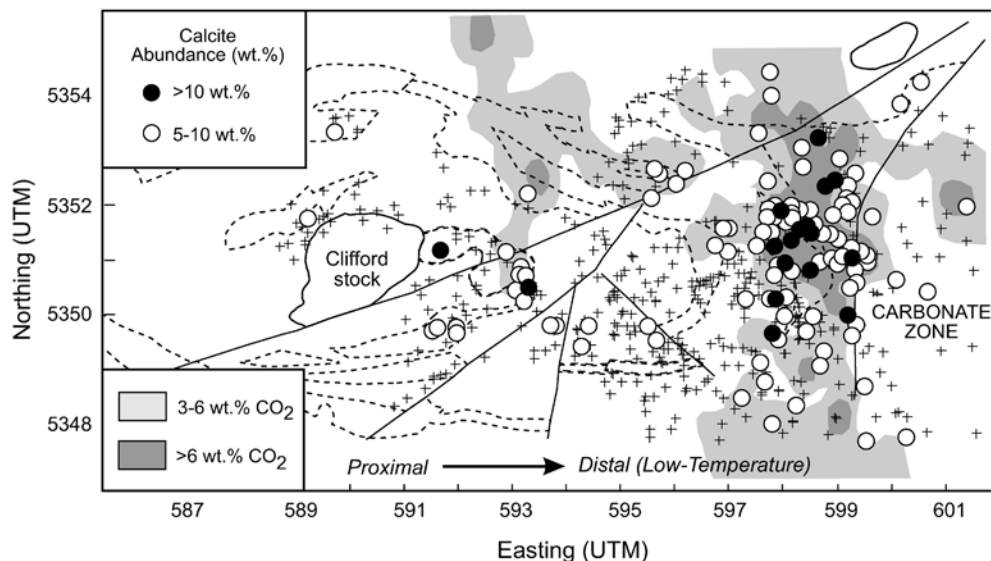 Calcite
Abundance (wt.%)
>10 wt.%
5-10 wt.%
5354
5352
5350
5348
Northing (UTM)
Clifford
stock
CARBONATE
ZONE
3-6 wt.% CO₂
>6 wt.% CO₂
Proximal
Distal (Low-Temperature)
587
589
591
593
595
597
599
601
Easting (UTM)